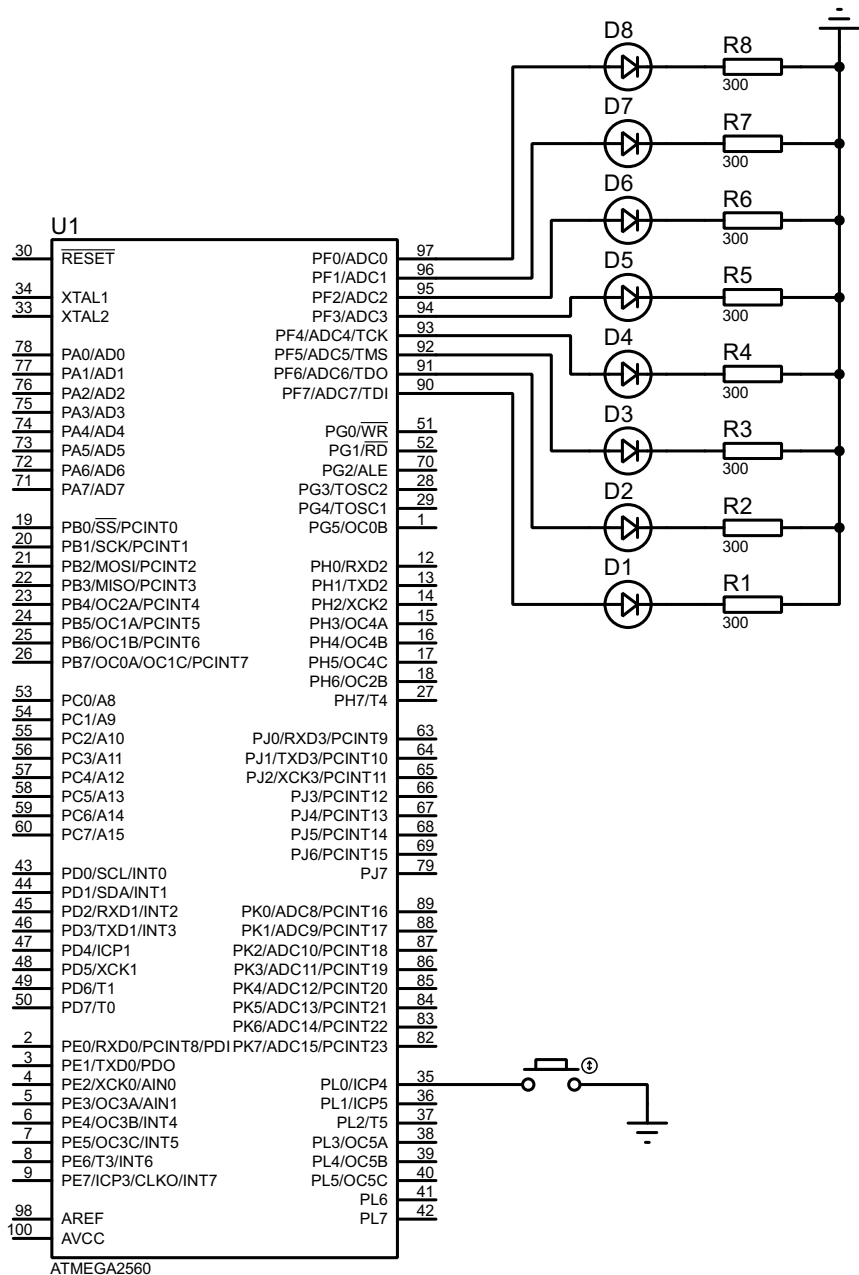 D8
R8
300
D7
R7
300
D6
R6
300
D5
R5
300
D4
R4
300
D3
R3
300
D2
R2
300
D1
R1
300
U1
30 RESET
34 XTAL1
33 XTAL2
78 PA0/AD0
77 PA1/AD1
76 PA2/AD2
75 PA3/AD3
74 PA4/AD4
73 PA5/AD5
72 PA6/AD6
71 PA7/AD7
19 PB0/SS/PCINT0
20 PB1/SCK/PCINT1
21 PB2/MOSI/PCINT2
22 PB3/MISO/PCINT3
23 PB4/OC2A/PCINT4
24 PB5/OC1A/PCINT5
25 PB6/OC1B/PCINT6
26 PB7/OC0A/OC1C/PCINT7
53 PC0/A8
54 PC1/A9
55 PC2/A10
56 PC3/A11
57 PC4/A12
58 PC5/A13
59 PC6/A14
60 PC7/A15
43 PD0/SCL/INT0
44 PD1/SDA/INT1
45 PD2/RXD1/INT2
46 PD3/TXD1/INT3
47 PD4/ICP1
48 PD5/XCK1
49 PD6/T1
50 PD7/T0
2 PE0/RXD0/PCINT8/PDI
3 PE1/TXD0/PDO
4 PE2/XCK0/AIN0
5 PE3/OC3A/AIN1
6 PE4/OC3B/INT4
7 PE5/OC3C/INT5
8 PE6/T3/INT6
9 PE7/ICP3/CLKO/INT7
98 AREF
100 AVCC
PF0/ADC0 97
PF1/ADC1 96
PF2/ADC2 95
PF3/ADC3 94
PF4/ADC4/TCK 93
PF5/ADC5/TMS 92
PF6/ADC6/TDO 91
PF7/ADC7/TDI 90
PG0/WR 51
PG1/RD 52
PG2/ALE 70
PG3/TOSC2 28
PG4/TOSC1 29
PG5/OC0B 1
PH0/RXD2 12
PH1/TXD2 13
PH2/XCK2 14
PH3/OC4A 15
PH4/OC4B 16
PH5/OC4C 17
PH6/OC2B 18
PH7/T4 27
PJ0/RXD3/PCINT9 63
PJ1/TXD3/PCINT10 64
PJ2/XCK3/PCINT11 65
PJ3/PCINT12 66
PJ4/PCINT13 67
PJ5/PCINT14 68
PJ6/PCINT15 69
PJ7 79
PK0/ADC8/PCINT16 89
PK1/ADC9/PCINT17 88
PK2/ADC10/PCINT18 87
PK3/ADC11/PCINT19 86
PK4/ADC12/PCINT20 85
PK5/ADC13/PCINT21 84
PK6/ADC14/PCINT22 83
PK7/ADC15/PCINT23 82
PL0/ICP4 35
PL1/ICP5 36
PL2/T5 37
PL3/OC5A 38
PL4/OC5B 39
PL5/OC5C 40
PL6 41
PL7 42
ATMEGA2560